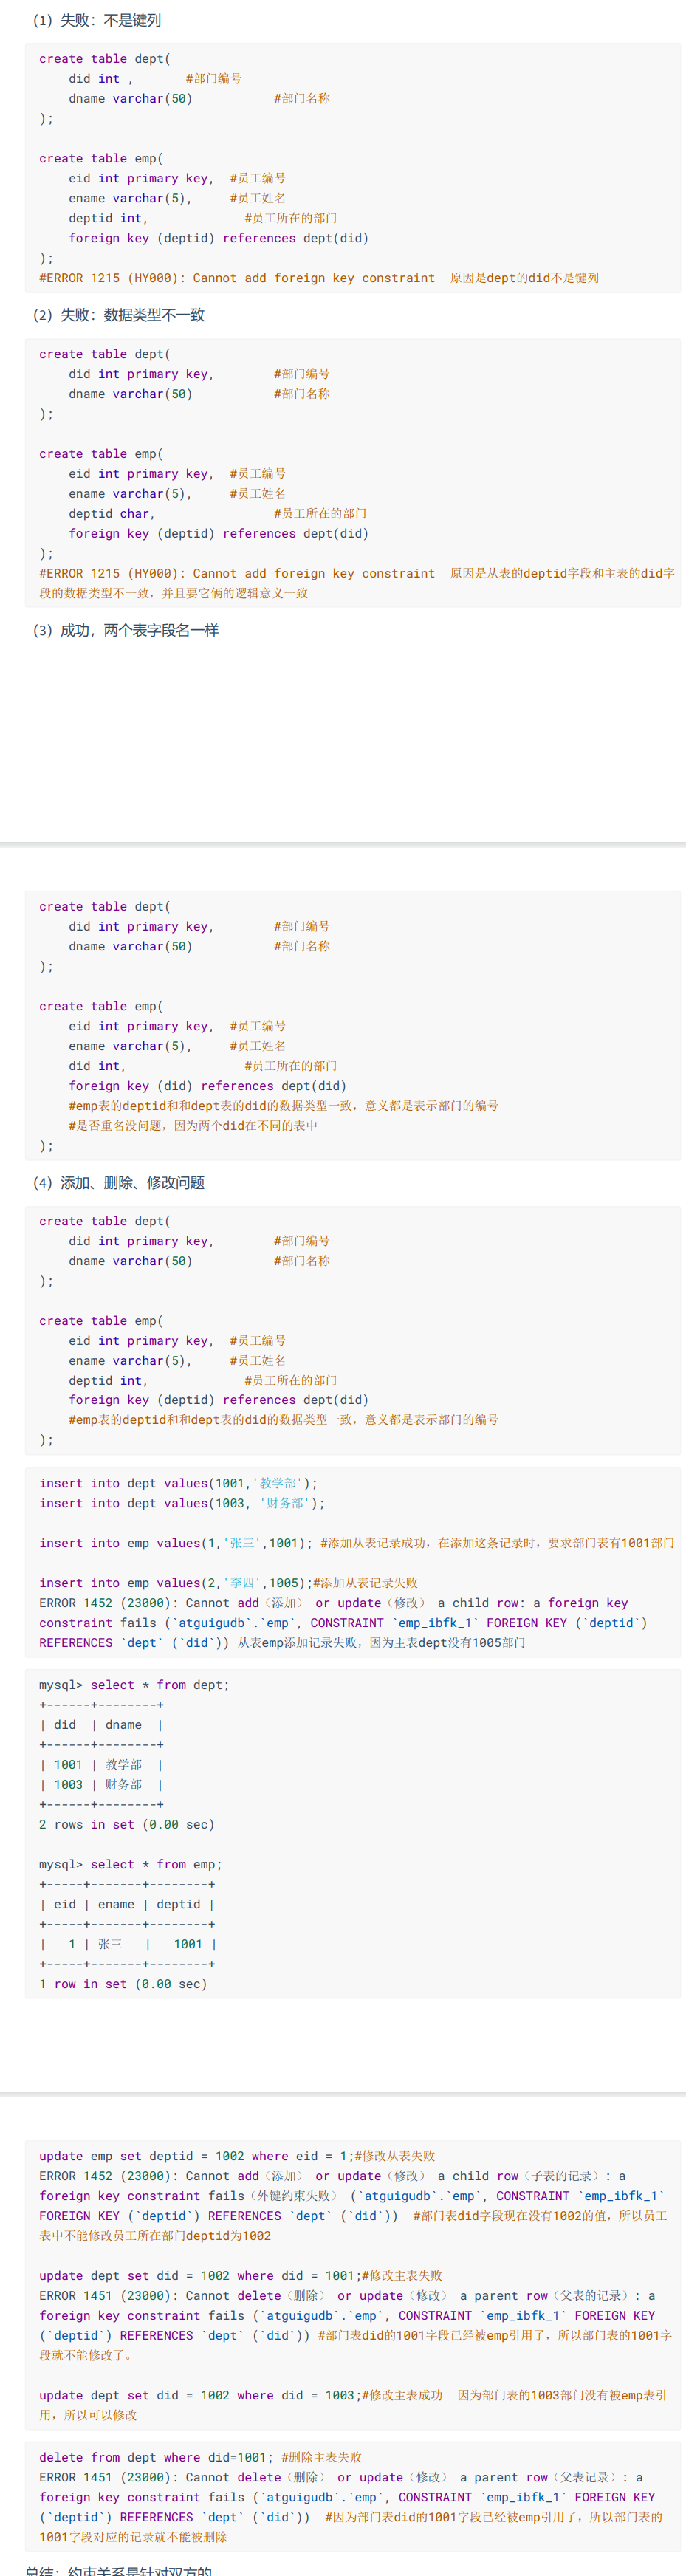 （1）失败：不是键列
create table dept(
    did int ,       #部门编号
    dname varchar(50)           #部门名称
);

create table emp(
    eid int primary key,  #员工编号
    ename varchar(5),     #员工姓名
    deptid int,             #员工所在的部门
    foreign key (deptid) references dept(did)
);
#ERROR 1215 (HY000): Cannot add foreign key constraint  原因是dept的did不是键列
（2）失败：数据类型不一致
create table dept(
    did int primary key,        #部门编号
    dname varchar(50)           #部门名称
);

create table emp(
    eid int primary key,  #员工编号
    ename varchar(5),     #员工姓名
    deptid char,                #员工所在的部门
    foreign key (deptid) references dept(did)
);
#ERROR 1215 (HY000): Cannot add foreign key constraint  原因是从表的deptid字段和主表的did字
段的数据类型不一致，并且要它俩的逻辑意义一致
（3）成功，两个表字段名一样
create table dept(
    did int primary key,        #部门编号
    dname varchar(50)           #部门名称
);

create table emp(
    eid int primary key,  #员工编号
    ename varchar(5),     #员工姓名
    did int,                #员工所在的部门
    foreign key (did) references dept(did)
    #emp表的deptid和和dept表的did的数据类型一致，意义都是表示部门的编号
    #是否重名没问题，因为两个did在不同的表中
);
（4）添加、删除、修改问题
create table dept(
    did int primary key,        #部门编号
    dname varchar(50)           #部门名称
);

create table emp(
    eid int primary key,  #员工编号
    ename varchar(5),     #员工姓名
    deptid int,             #员工所在的部门
    foreign key (deptid) references dept(did)
    #emp表的deptid和和dept表的did的数据类型一致，意义都是表示部门的编号
);
insert into dept values(1001,'教学部');
insert into dept values(1003, '财务部');

insert into emp values(1,'张三',1001); #添加从表记录成功，在添加这条记录时，要求部门表有1001部门

insert into emp values(2,'李四',1005);#添加从表记录失败
ERROR 1452 (23000): Cannot add（添加） or update（修改） a child row: a foreign key
constraint fails (`atguigudb`.`emp`, CONSTRAINT `emp_ibfk_1` FOREIGN KEY (`deptid`)
REFERENCES `dept` (`did`)) 从表emp添加记录失败，因为主表dept没有1005部门
mysql> select * from dept;
+------+--------+
| did  | dname  |
+------+--------+
| 1001 | 教学部  |
| 1003 | 财务部  |
+------+--------+
2 rows in set (0.00 sec)

mysql> select * from emp;
+-----+-------+--------+
| eid | ename | deptid |
+-----+-------+--------+
|   1 | 张三   |   1001 |
+-----+-------+--------+
1 row in set (0.00 sec)
update emp set deptid = 1002 where eid = 1;#修改从表失败
ERROR 1452 (23000): Cannot add（添加） or update（修改） a child row（子表的记录）: a
foreign key constraint fails（外键约束失败） (`atguigudb`.`emp`, CONSTRAINT `emp_ibfk_1`
FOREIGN KEY (`deptid`) REFERENCES `dept` (`did`))  #部门表did字段现在没有1002的值，所以员工
表中不能修改员工所在部门deptid为1002

update dept set did = 1002 where did = 1001;#修改主表失败
ERROR 1451 (23000): Cannot delete（删除） or update（修改） a parent row（父表的记录）: a
foreign key constraint fails (`atguigudb`.`emp`, CONSTRAINT `emp_ibfk_1` FOREIGN KEY
(`deptid`) REFERENCES `dept` (`did`)) #部门表did的1001字段已经被emp引用了，所以部门表的1001字
段就不能修改了。

update dept set did = 1002 where did = 1003;#修改主表成功  因为部门表的1003部门没有被emp表引
用，所以可以修改
delete from dept where did=1001; #删除主表失败
ERROR 1451 (23000): Cannot delete（删除） or update（修改） a parent row（父表记录）: a
foreign key constraint fails (`atguigudb`.`emp`, CONSTRAINT `emp_ibfk_1` FOREIGN KEY
(`deptid`) REFERENCES `dept` (`did`))  #因为部门表did的1001字段已经被emp引用了，所以部门表的
1001字段对应的记录就不能被删除
总结：约束关系是针对双方的